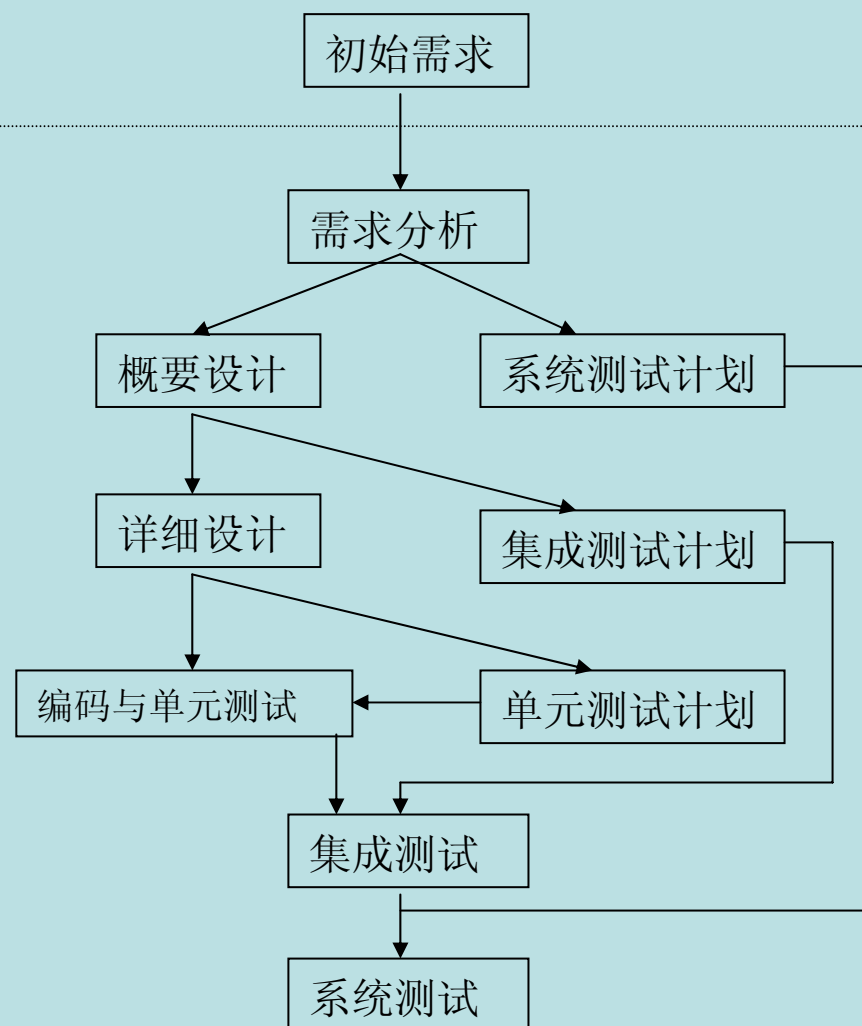 初始需求
需求分析
概要设计
系统测试计划
详细设计
集成测试计划
编码与单元测试
单元测试计划
集成测试
系统测试